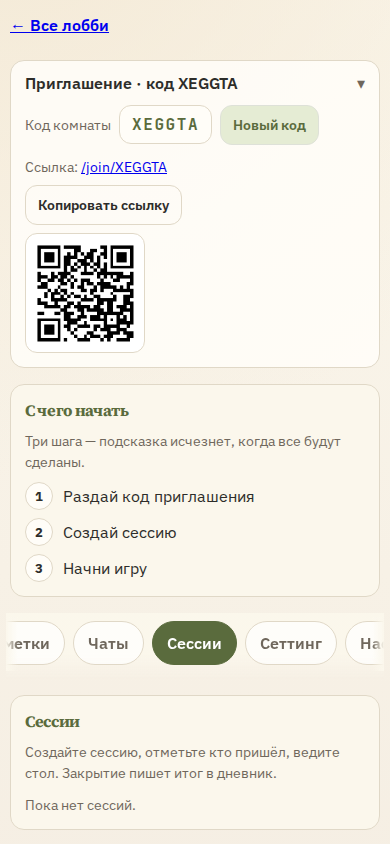 ← Все лобби
Приглашение · код XEGGTA ▼
Код комнаты XEGGTA Новый код
Ссылка: /join/XEGGTA
Копировать ссылку
С чего начать
Три шага — подсказка исчезнет, когда все будут
сделаны.
1 Раздай код приглашения
2 Создай сессию
3 Начни игру
метки Чаты Сессии Сеттинг На
Сессии
Создайте сессию, отметьте кто пришёл, ведите
стол. Закрытие пишет итог в дневник.
Пока нет сессий.